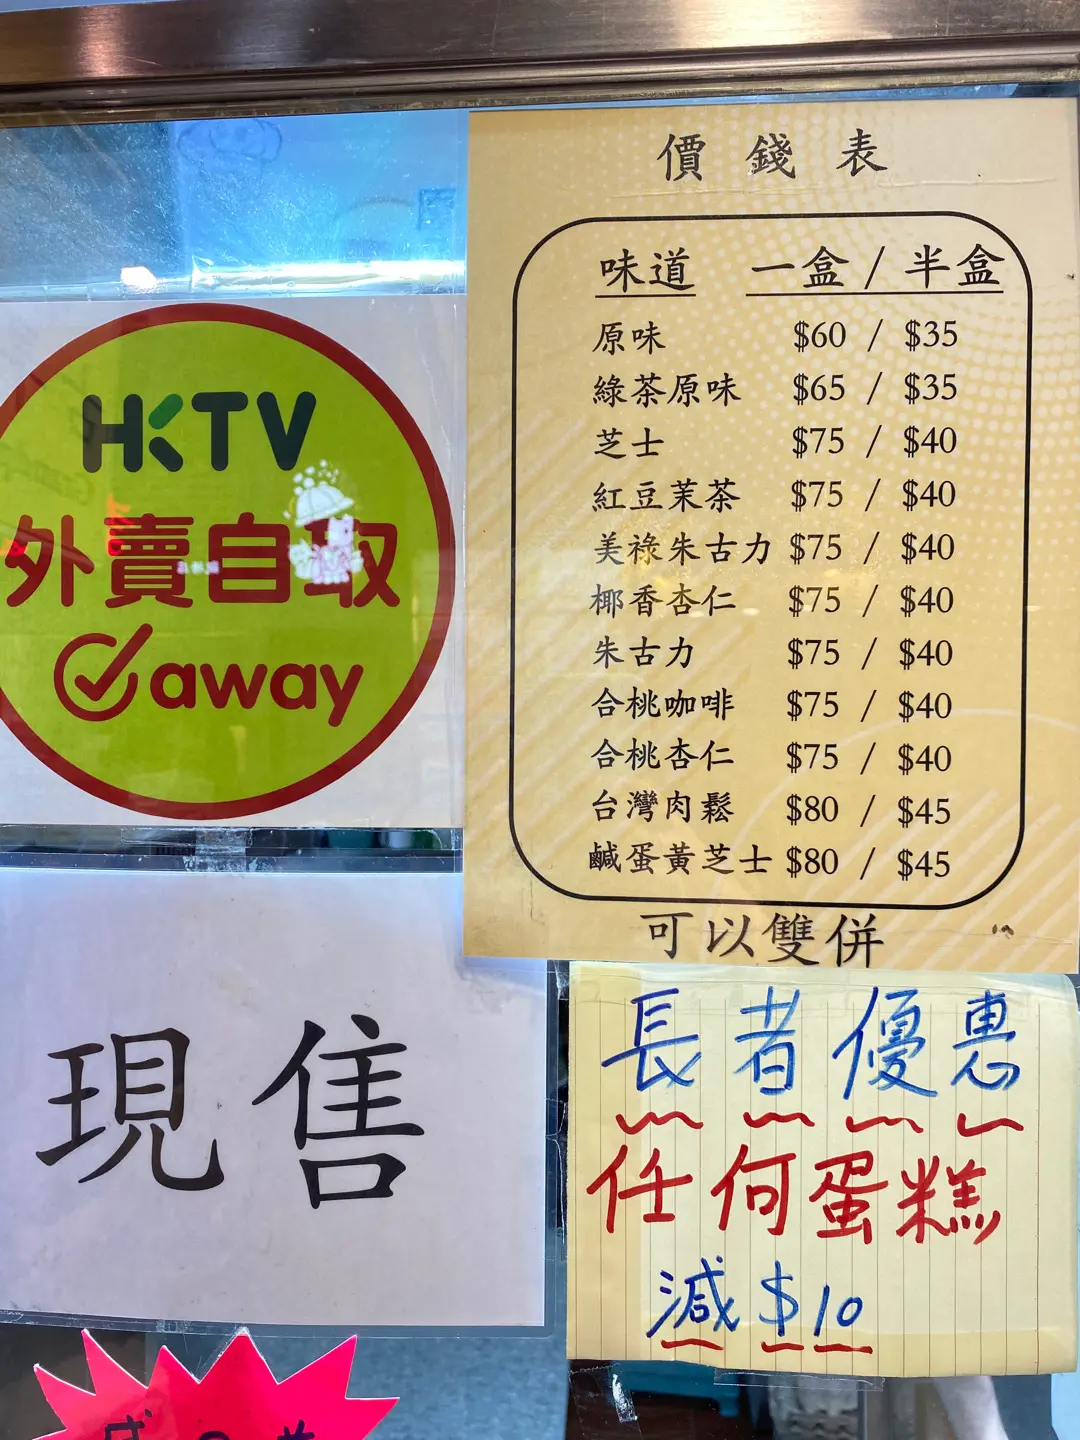 價錢表
味道 一盒 / 半盒
原味 $60 / $35
綠茶原味 $65 / $35
芝士 $75 / $40
紅豆茉茶 $75 / $40
美祿朱古力 $75 / $40
椰香杏仁 $75 / $40
朱古力 $75 / $40
合桃咖啡 $75 / $40
合桃杏仁 $75 / $40
台灣肉鬆 $80 / $45
鹹蛋黃芝士 $80 / $45
可以雙併
HKTV
外賣自取
away
現售
長者優惠
任何蛋糕
減 $10